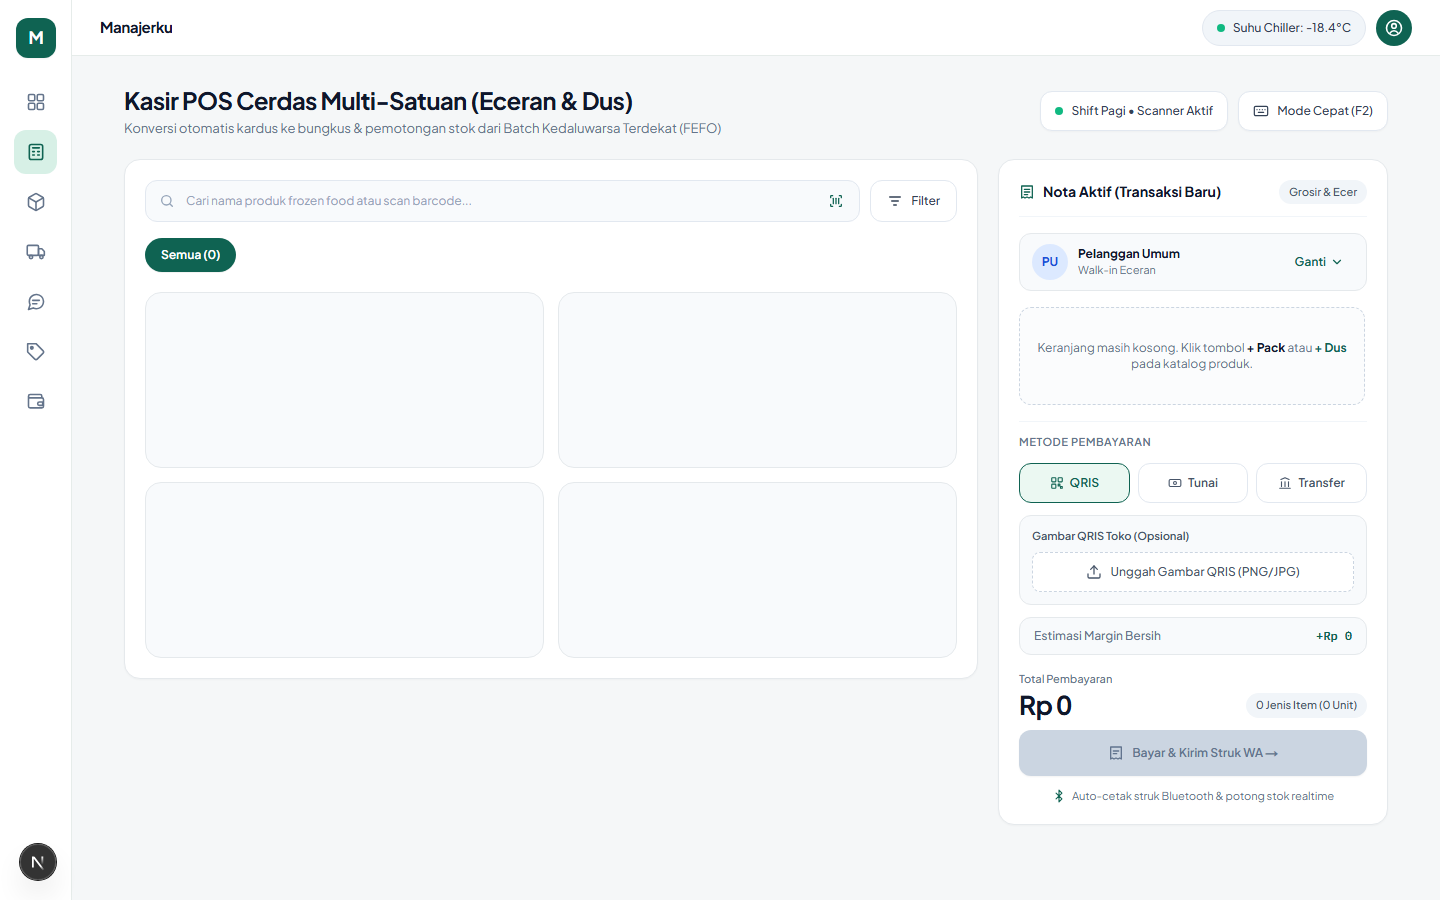 M
Manajerku
Suhu Chiller: -18.4°C
Kasir POS Cerdas Multi-Satuan (Eceran & Dus)
Konversi otomatis kardus ke bungkus & pemotongan stok dari Batch Kedaluwarsa Terdekat (FEFO)
Shift Pagi • Scanner Aktif
Mode Cepat (F2)
Cari nama produk frozen food atau scan barcode...
Filter
Semua (0)
Nota Aktif (Transaksi Baru)
Grosir & Ecer
PU
Pelanggan Umum
Walk-in Eceran
Ganti
Keranjang masih kosong. Klik tombol + Pack atau + Dus
pada katalog produk.
METODE PEMBAYARAN
QRIS
Tunai
Transfer
Gambar QRIS Toko (Opsional)
Unggah Gambar QRIS (PNG/JPG)
Estimasi Margin Bersih
+Rp 0
Total Pembayaran
Rp 0
0 Jenis Item (0 Unit)
Bayar & Kirim Struk WA →
Auto-cetak struk Bluetooth & potong stok realtime
N